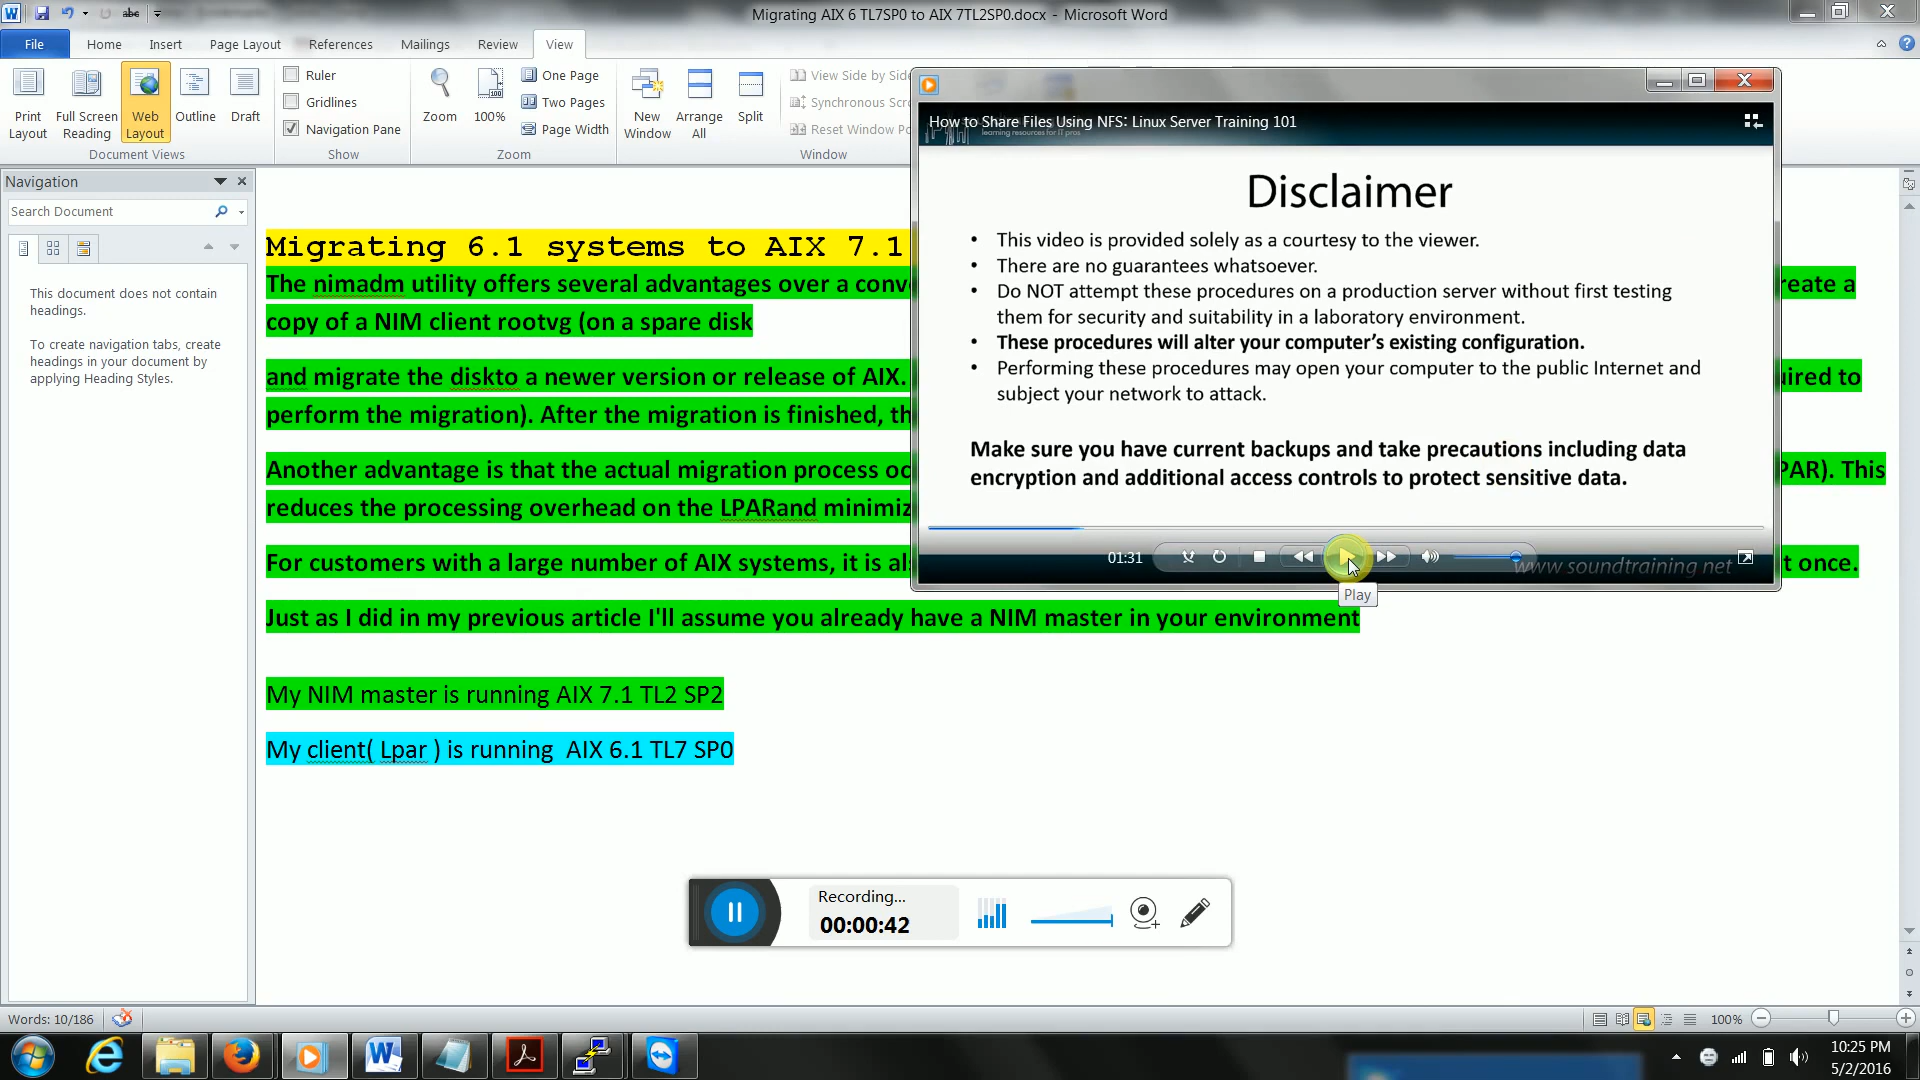 Migrating AIX 6 TL7SP0 to AIX 7TL2SP0.docx - Microsoft Word
File Home Insert Page Layout References Mailings Review View
Print Layout
Full Screen Reading
Web Layout
Outline
Draft
Document Views
Ruler
Gridlines
Navigation Pane
Show
Zoom
100%
One Page
Two Pages
Page Width
Zoom
New Window
Arrange All
Split
View Side by Side
Synchronous Scro
Reset Window Po
Window
Navigation
Search Document
This document does not contain
headings.
To create navigation tabs, create
headings in your document by
applying Heading Styles.
Migrating 6.1 systems to AIX 7.1
The nimadm utility offers several advantages over a conv
reate a
copy of a NIM client rootvg (on a spare disk
and migrate the diskto a newer version or release of AIX.
uired to
perform the migration). After the migration is finished, th
Another advantage is that the actual migration process oc
PAR). This
reduces the processing overhead on the LPARand minimiz
For customers with a large number of AIX systems, it is als
t once.
Just as I did in my previous article I'll assume you already have a NIM master in your environment
My NIM master is running AIX 7.1 TL2 SP2
My client( Lpar ) is running AIX 6.1 TL7 SP0
How to Share Files Using NFS: Linux Server Training 101
learning resources for IT pros
Disclaimer
• This video is provided solely as a courtesy to the viewer.
• There are no guarantees whatsoever.
• Do NOT attempt these procedures on a production server without first testing
them for security and suitability in a laboratory environment.
• These procedures will alter your computer's existing configuration.
• Performing these procedures may open your computer to the public Internet and
subject your network to attack.
Make sure you have current backups and take precautions including data
encryption and additional access controls to protect sensitive data.
01:31
www soundtraining net
Play
Recording...
00:00:42
Words: 10/186
100%
10:25 PM
5/2/2016